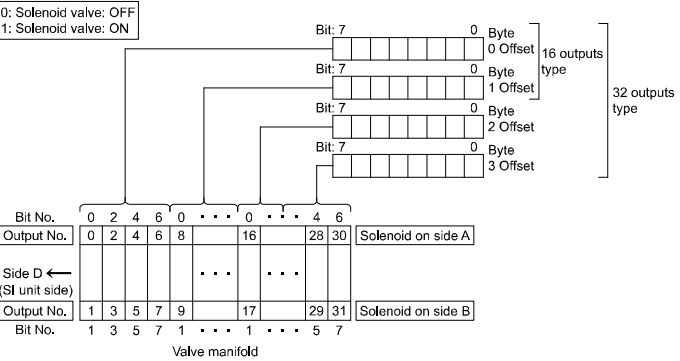 0: Solenoid valve: OFF
1: Solenoid valve: ON
Bit: 7 0 Byte
0 Offset
Bit: 7 0 Byte
1 Offset
16 outputs
type
Bit: 7 0 Byte
2 Offset
Bit: 7 0 Byte
3 Offset
32 outputs
type
Bit No. 0 2 4 6 0 ・・・ 0 ・・・ 4 6
Output No. 0 2 4 6 8 16 28 30 Solenoid on side A
Side D ←
(SI unit side)
・・・ ・・・
Output No. 1 3 5 7 9 17 29 31 Solenoid on side B
Bit No. 1 3 5 7 1 ・・・ 1 ・・・ 5 7
Valve manifold